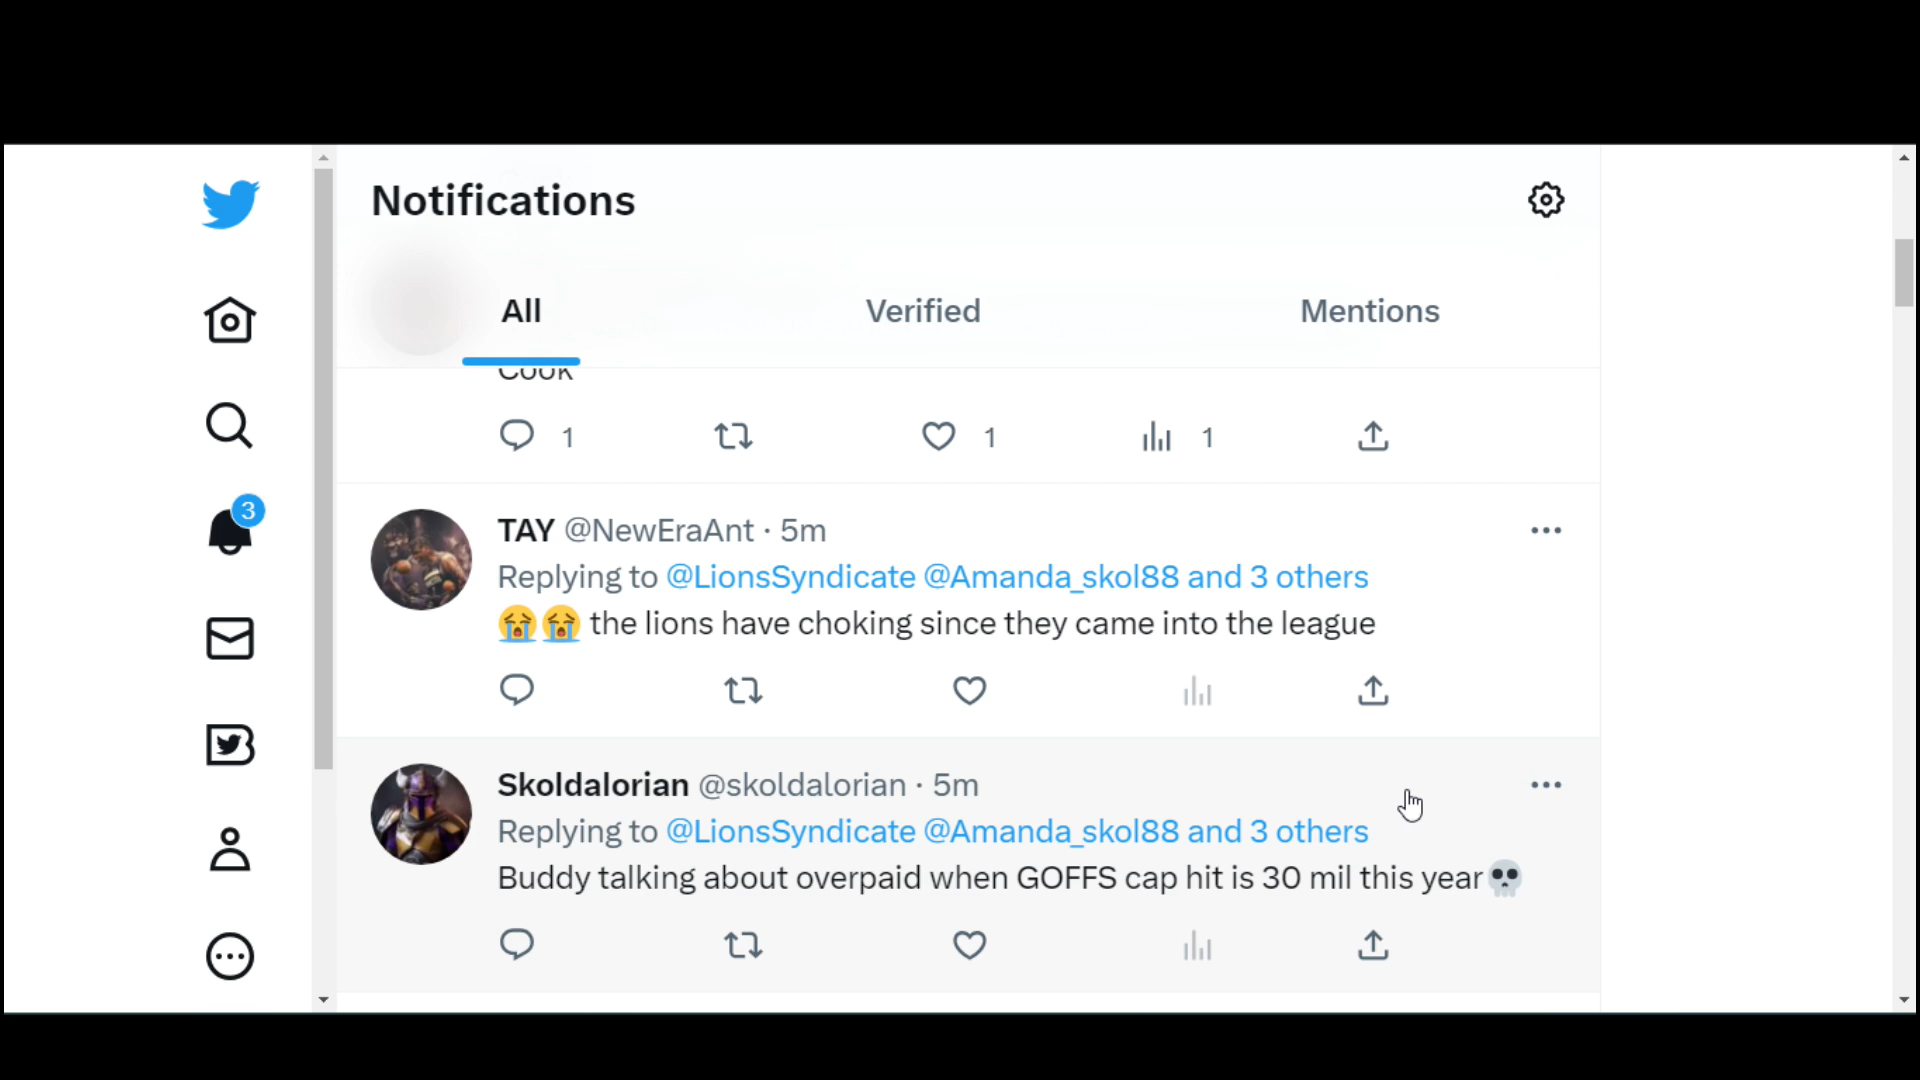 Notifications
All Verified Mentions
Cook
1 1 1
3
TAY @NewEraAnt · 5m
Replying to @LionsSyndicate @Amanda_skol88 and 3 others
😭😭 the lions have choking since they came into the league
Skoldalorian @skoldalorian · 5m
Replying to @LionsSyndicate @Amanda_skol88 and 3 others
Buddy talking about overpaid when GOFFS cap hit is 30 mil this year💀